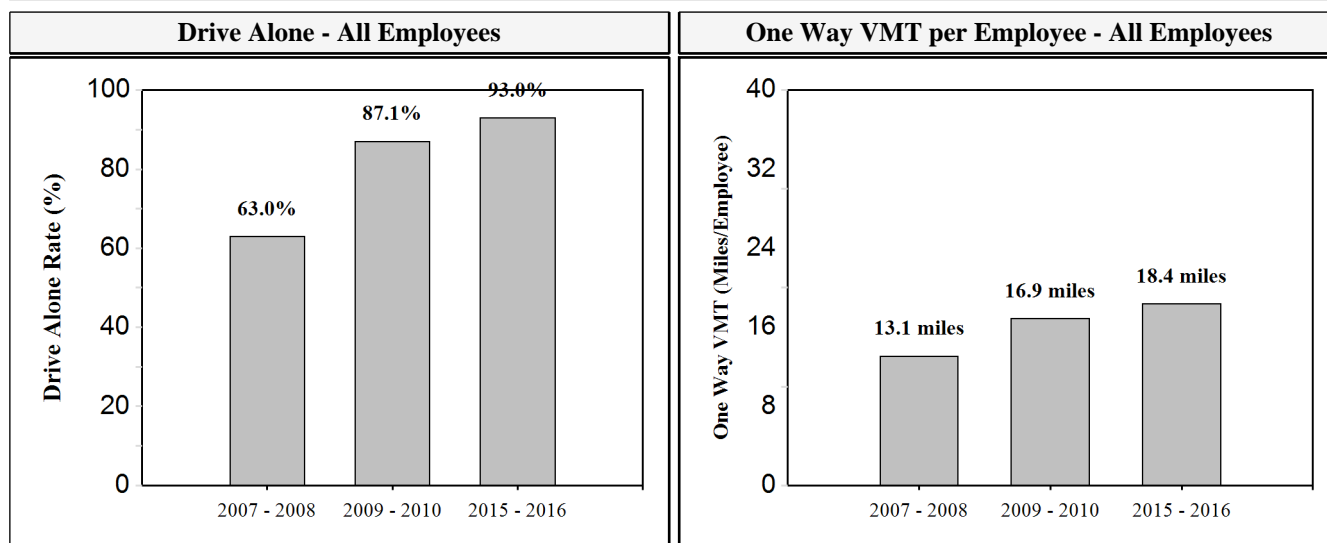 Drive Alone - All Employees
One Way VMT per Employee - All Employees
Drive Alone Rate (%)
100
80
60
40
20
0
63.0%
87.1%
93.0%
2007 - 2008
2009 - 2010
2015 - 2016
One Way VMT (Miles/Employee)
40
32
24
16
8
0
13.1 miles
16.9 miles
18.4 miles
2007 - 2008
2009 - 2010
2015 - 2016